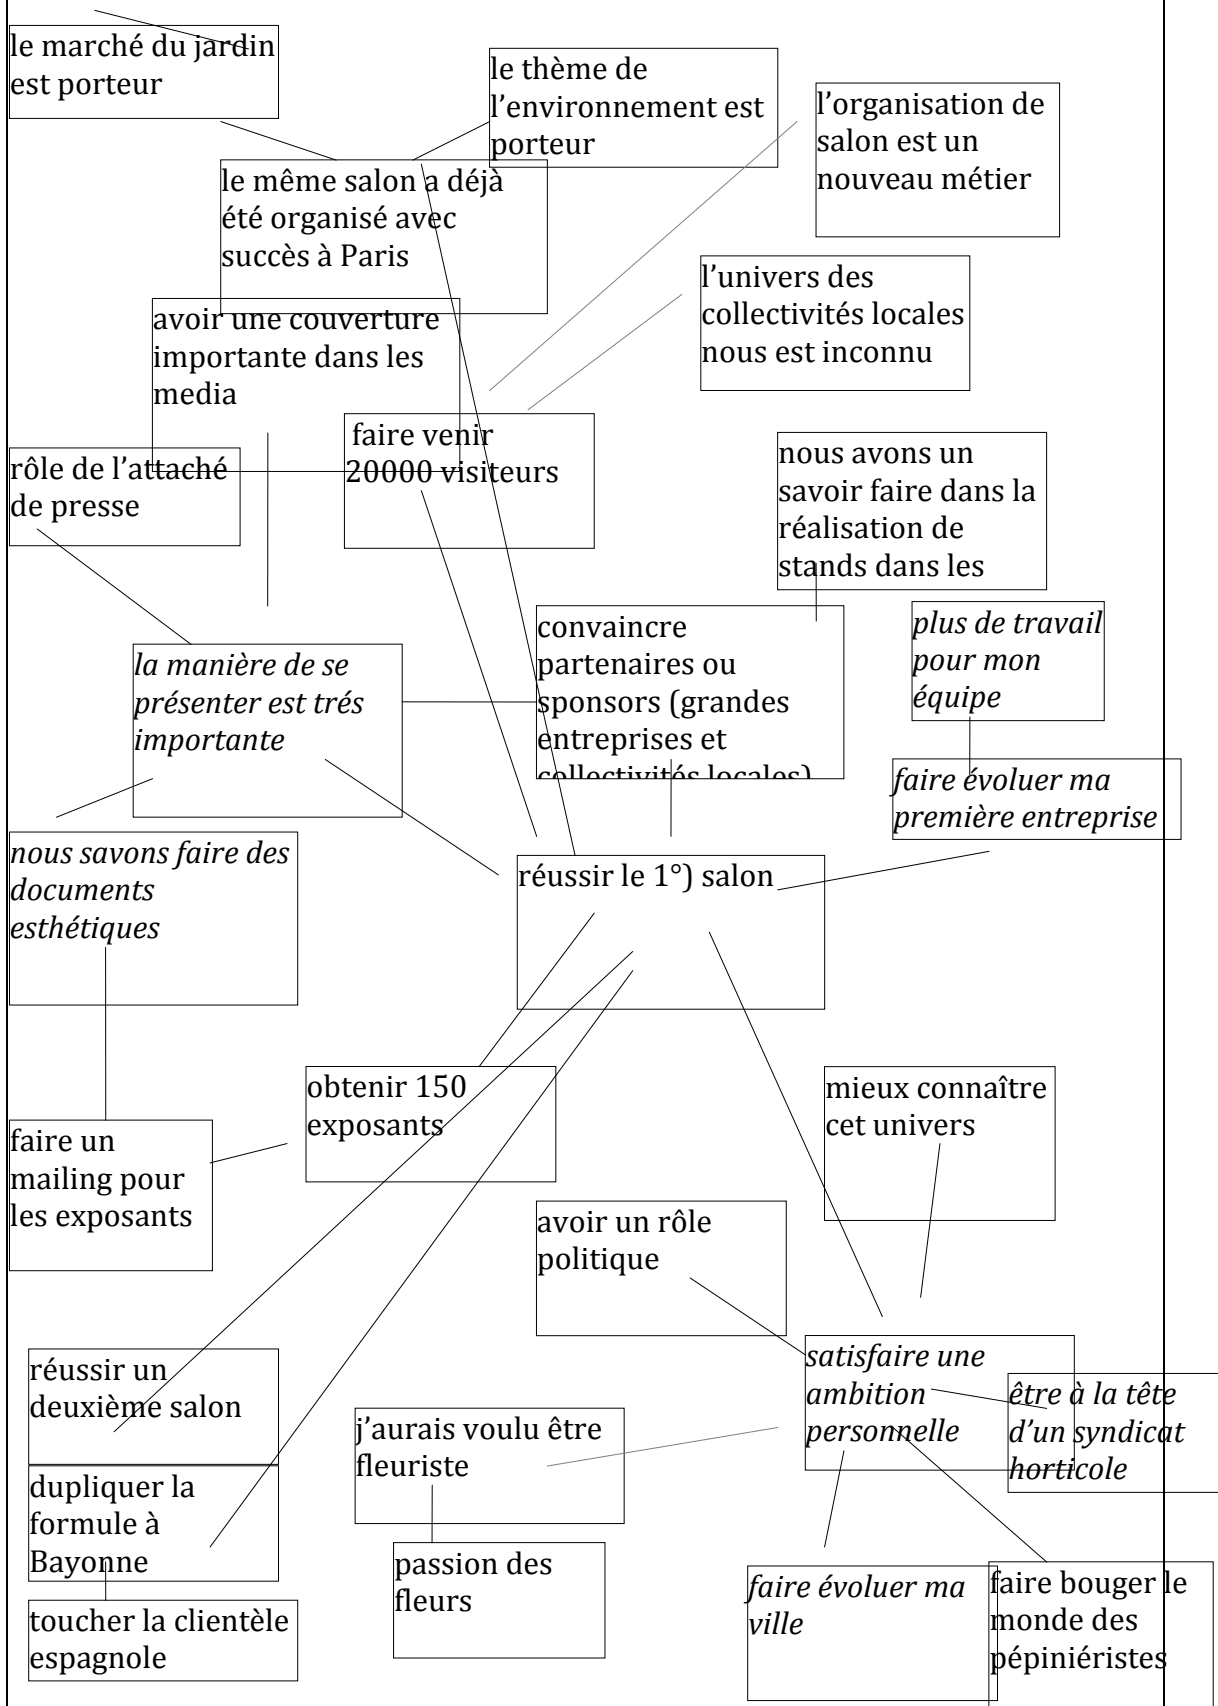 le marché du jardin
est porteur
le thème de
l'environnement est
porteur
l'organisation de
salon est un
nouveau métier
le même salon a déjà
été organisé avec
succès à Paris
l'univers des
collectivités locales
nous est inconnu
avoir une couverture
importante dans les
media
faire venir
20000 visiteurs
rôle de l'attaché
de presse
nous avons un
savoir faire dans la
réalisation de
stands dans les
convaincre
partenaires ou
sponsors (grandes
entreprises et
collectivités locales)
plus de travail
pour mon
équipe
la manière de se
présenter est trés
importante
faire évoluer ma
première entreprise
nous savons faire des
documents
esthétiques
réussir le 1°) salon
obtenir 150
exposants
mieux connaître
cet univers
faire un
mailing pour
les exposants
avoir un rôle
politique
réussir un
deuxième salon
satisfaire une
ambition
personnelle
être à la tête
d'un syndicat
horticole
j'aurais voulu être
fleuriste
dupliquer la
formule à
Bayonne
passion des
fleurs
faire évoluer ma
ville
faire bouger le
monde des
pépiniéristes
toucher la clientèle
espagnole